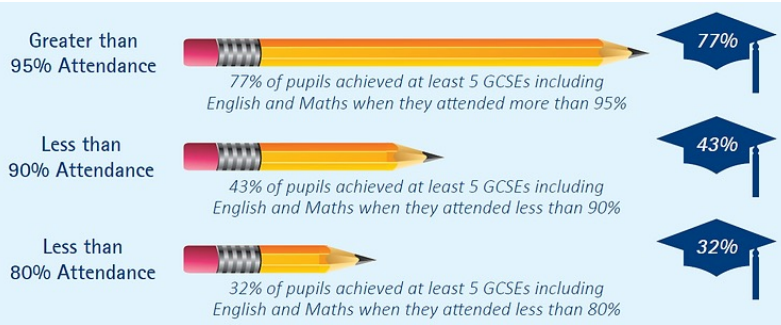 Greater than
95% Attendance
77%
77% of pupils achieved at least 5 GCSEs including
English and Maths when they attended more than 95%
Less than
90% Attendance
43%
43% of pupils achieved at least 5 GCSEs including
English and Maths when they attended less than 90%
Less than
80% Attendance
32%
32% of pupils achieved at least 5 GCSEs including
English and Maths when they attended less than 80%